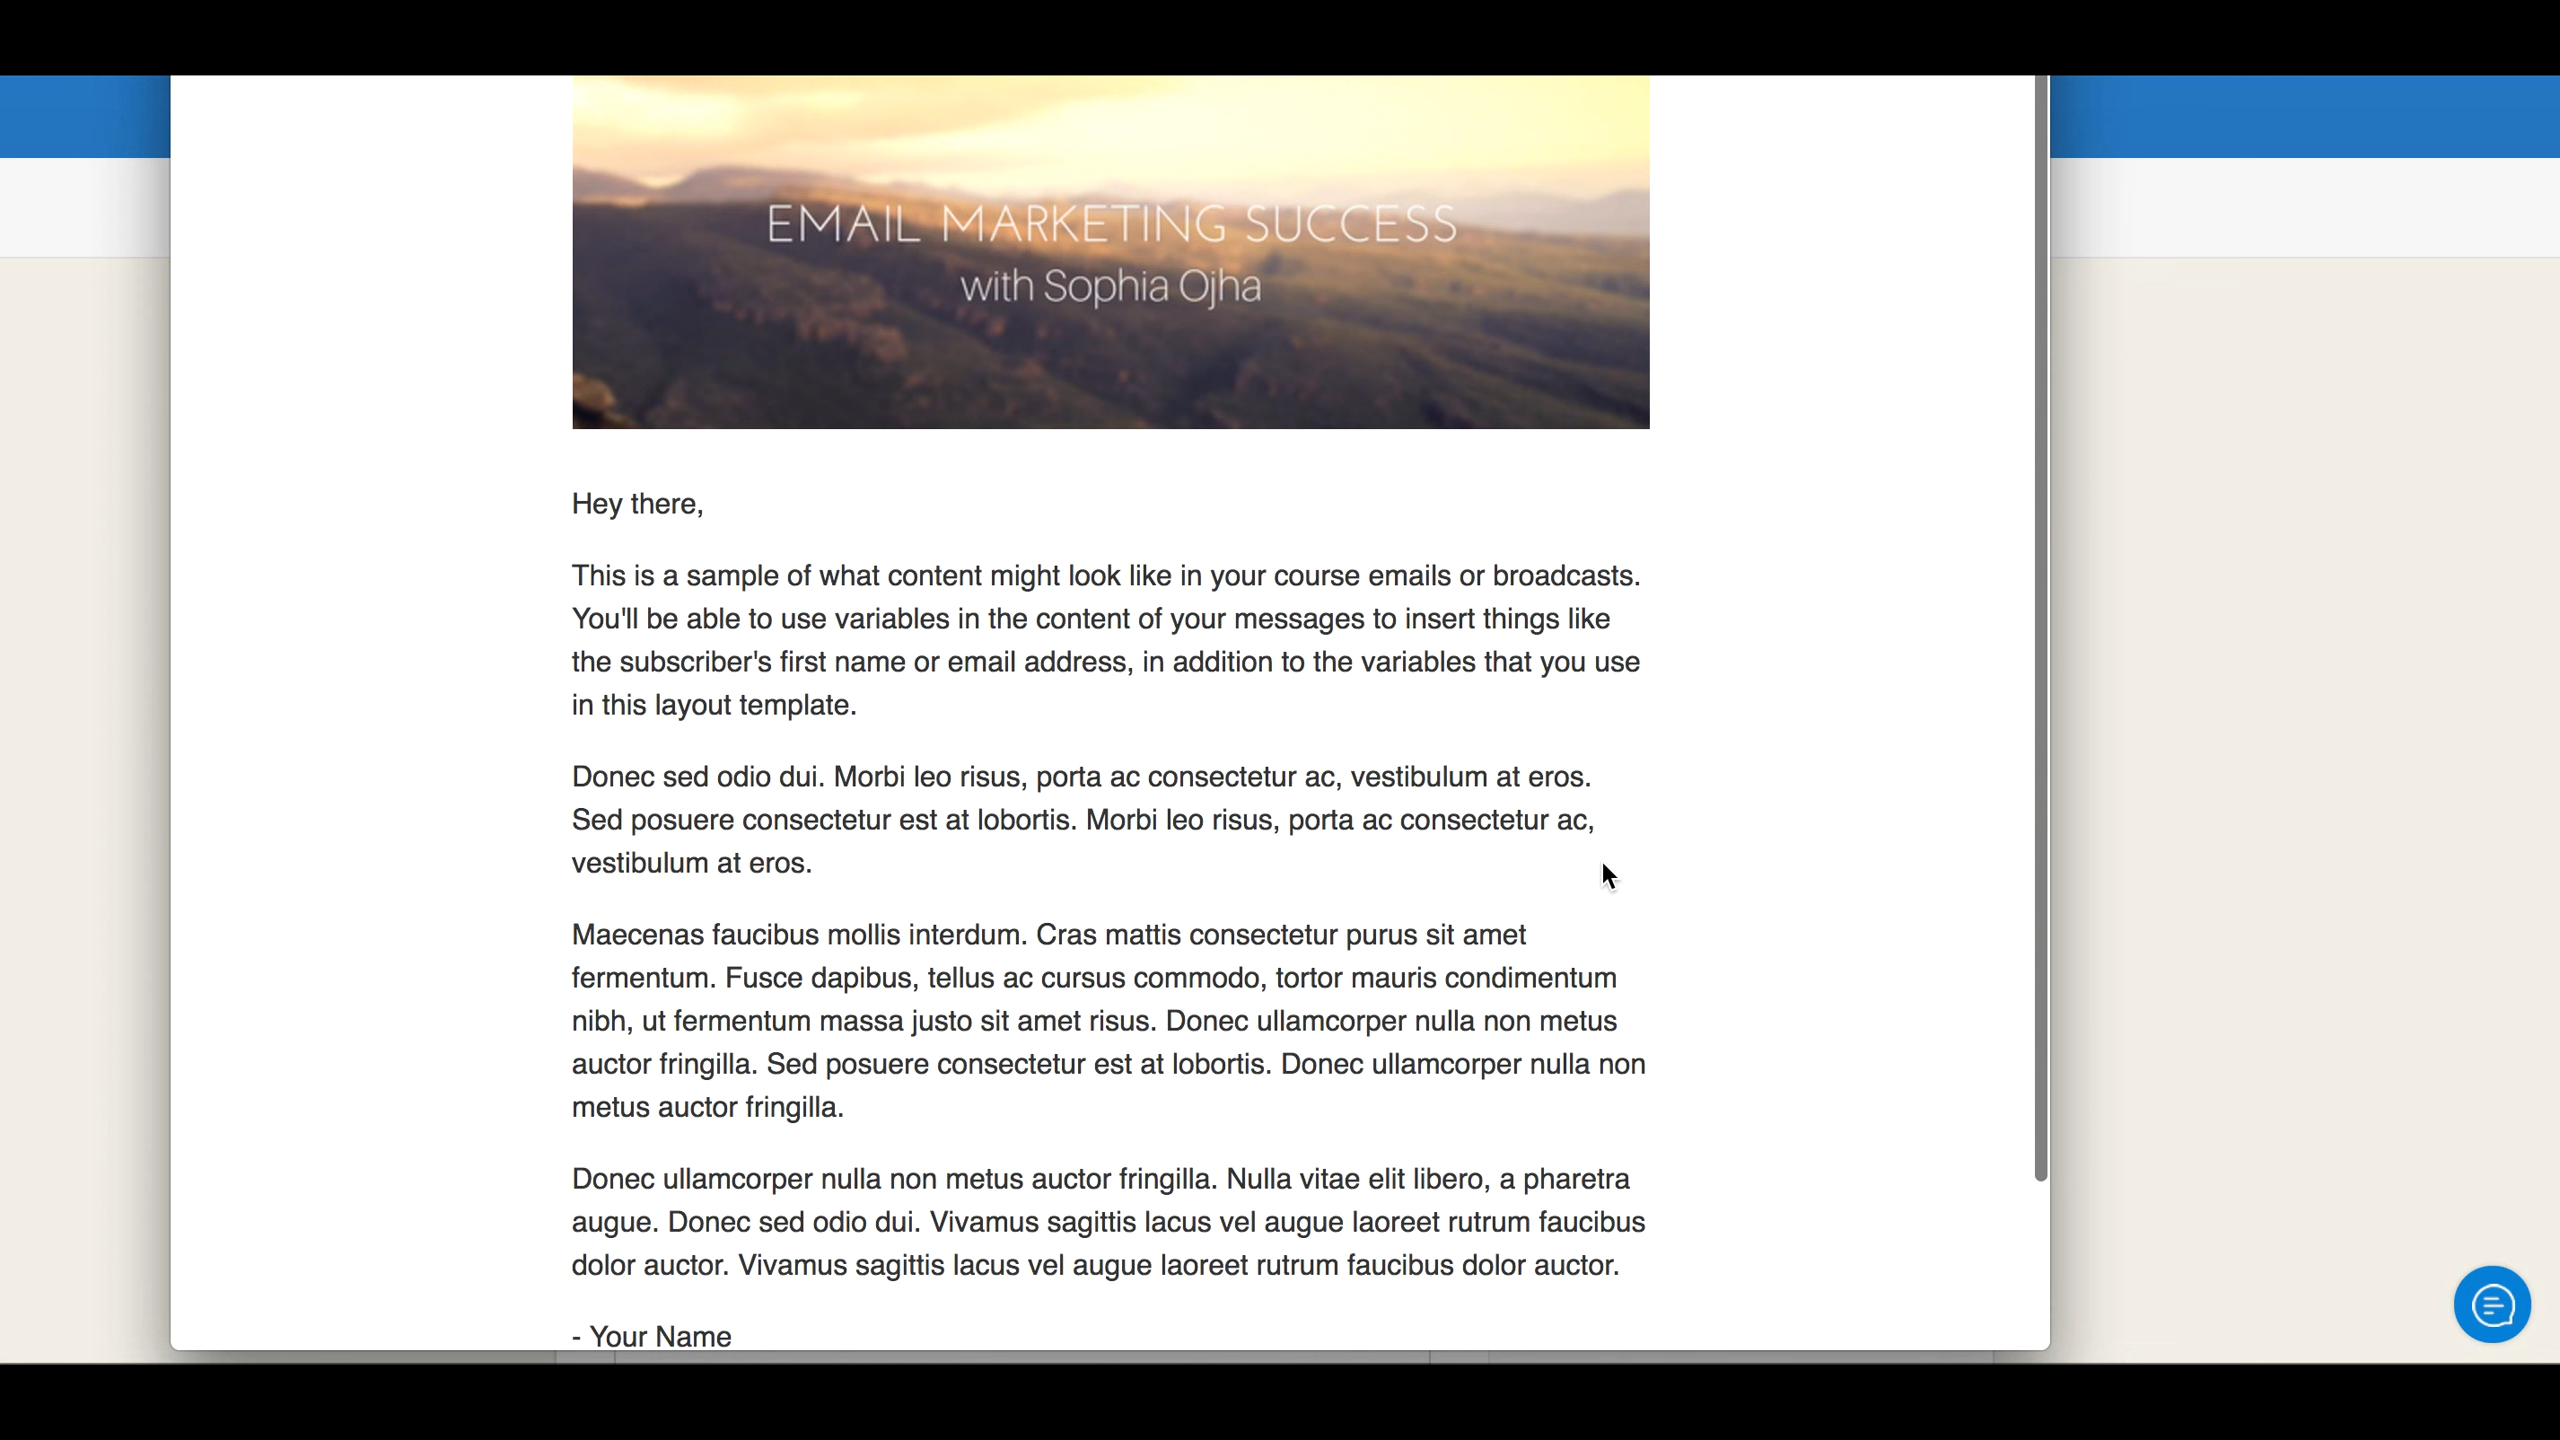 EMAIL MARKETING SUCCESS
with Sophia Ojha
Hey there,
This is a sample of what content might look like in your course emails or broadcasts.
You'll be able to use variables in the content of your messages to insert things like
the subscriber's first name or email address, in addition to the variables that you use
in this layout template.
Donec sed odio dui. Morbi leo risus, porta ac consectetur ac, vestibulum at eros.
Sed posuere consectetur est at lobortis. Morbi leo risus, porta ac consectetur ac,
vestibulum at eros.
Maecenas faucibus mollis interdum. Cras mattis consectetur purus sit amet
fermentum. Fusce dapibus, tellus ac cursus commodo, tortor mauris condimentum
nibh, ut fermentum massa justo sit amet risus. Donec ullamcorper nulla non metus
auctor fringilla. Sed posuere consectetur est at lobortis. Donec ullamcorper nulla non
metus auctor fringilla.
Donec ullamcorper nulla non metus auctor fringilla. Nulla vitae elit libero, a pharetra
augue. Donec sed odio dui. Vivamus sagittis lacus vel augue laoreet rutrum faucibus
dolor auctor. Vivamus sagittis lacus vel augue laoreet rutrum faucibus dolor auctor.
- Your Name